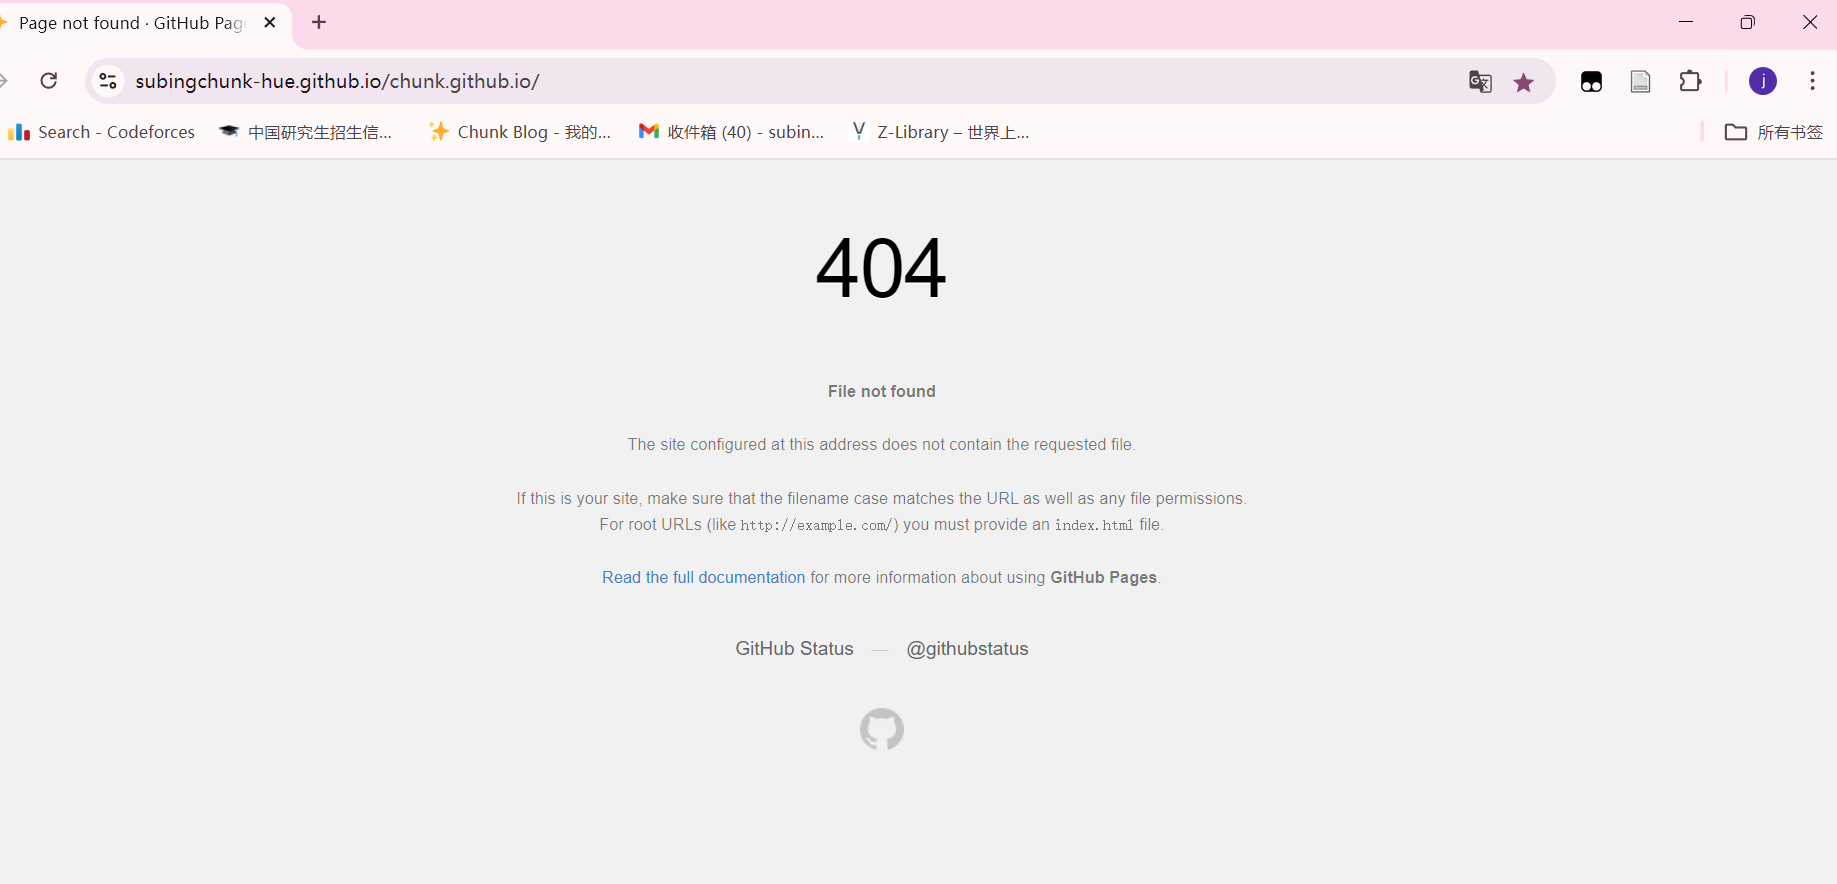 Page not found · GitHub Pag
subingchunk-hue.github.io/chunk.github.io/
j
Search - Codeforces
中国研究生招生信...
Chunk Blog - 我的...
收件箱 (40) - subin...
Z-Library – 世界上...
所有书签
404
File not found
The site configured at this address does not contain the requested file.
If this is your site, make sure that the filename case matches the URL as well as any file permissions.
For root URLs (like http://example.com/) you must provide an index.html file.
Read the full documentation for more information about using GitHub Pages.
GitHub Status — @githubstatus